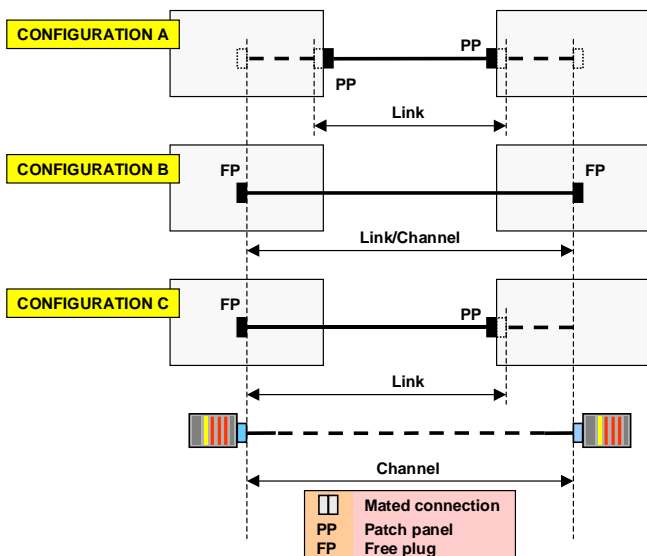 CONFIGURATION A
PP
PP
Link
CONFIGURATION B
FP
FP
Link/Channel
CONFIGURATION C
FP
PP
Link
Channel
Mated connection
PP Patch panel
FP Free plug